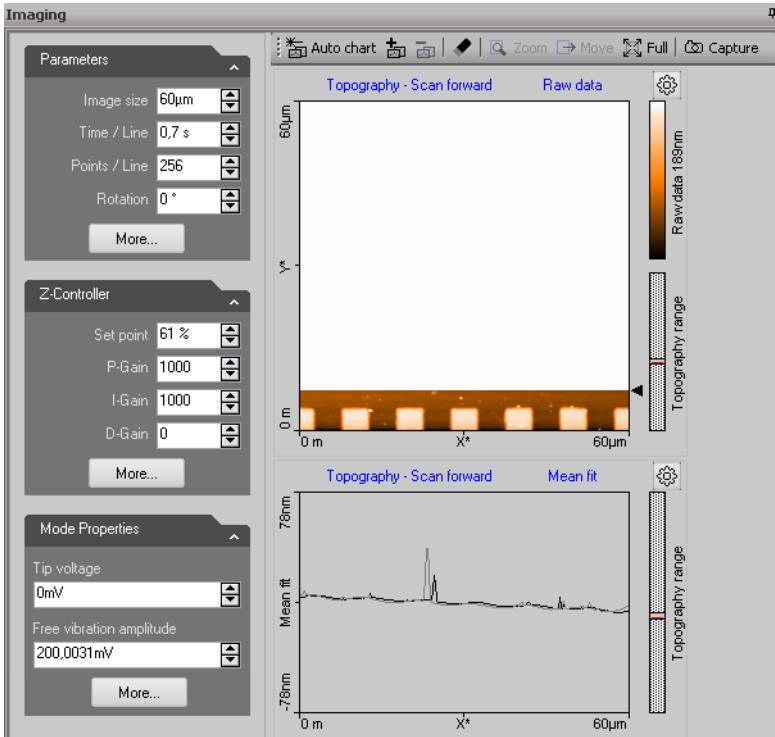 Imaging
Auto chart Zoom Move Full Capture
Parameters
Image size 60µm
Time / Line 0,7 s
Points / Line 256
Rotation 0 °
More...
Z-Controller
Set point 61 %
P-Gain 1000
I-Gain 1000
D-Gain 0
More...
Mode Properties
Tip voltage
0mV
Free vibration amplitude
200,0031mV
More...
Topography - Scan forward Raw data
60µm
Y*
0 m
0 m X* 60µm
Raw data 189nm
Topography range
Topography - Scan forward Mean fit
78nm
Mean fit
-78nm
0 m X* 60µm
Topography range